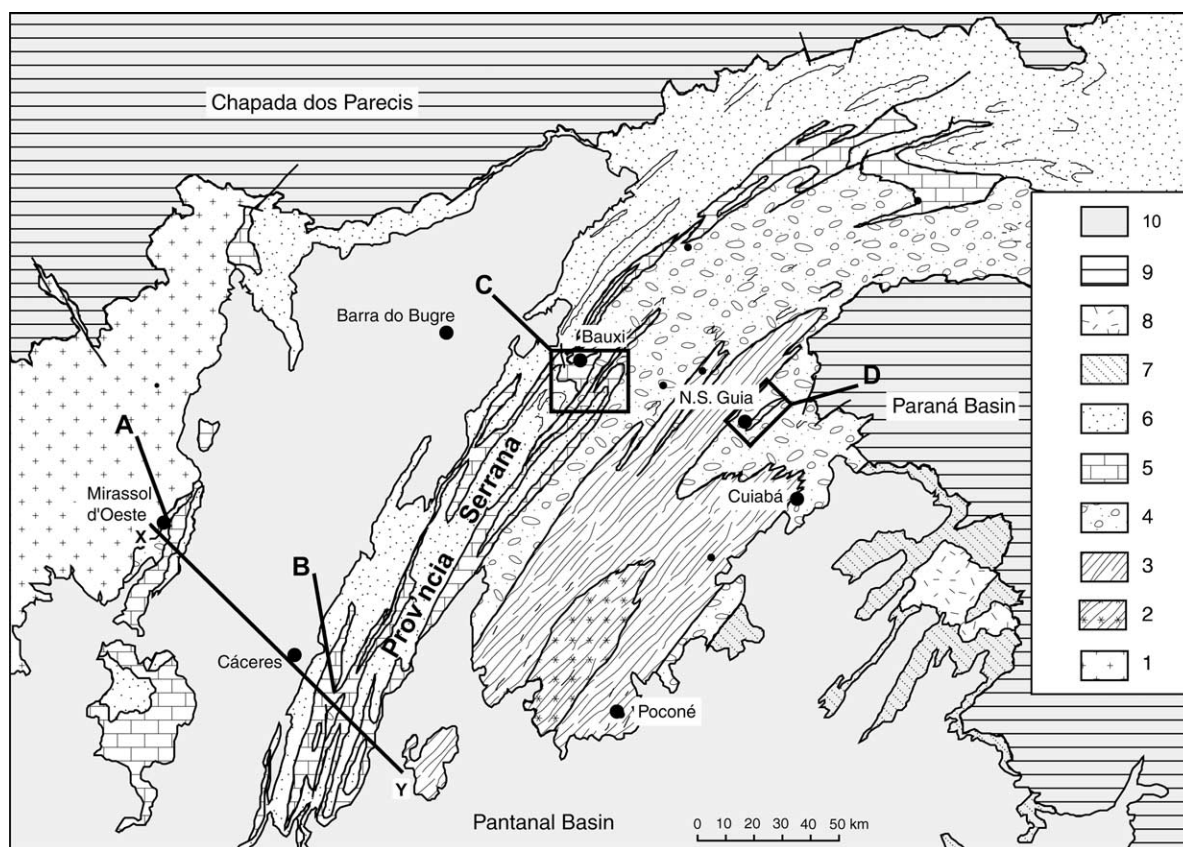 Chapada dos Parecis
C
Barra do Bugre
Bauxi
N.S. Guia
D
Paraná Basin
A
Mirassol
d'Oeste
X
Cuiabá
Prov´ncia Serrana
B
Cáceres
Poconé
Y
Pantanal Basin
0 10 20 30 40 50 km
10
9
8
7
6
5
4
3
2
1